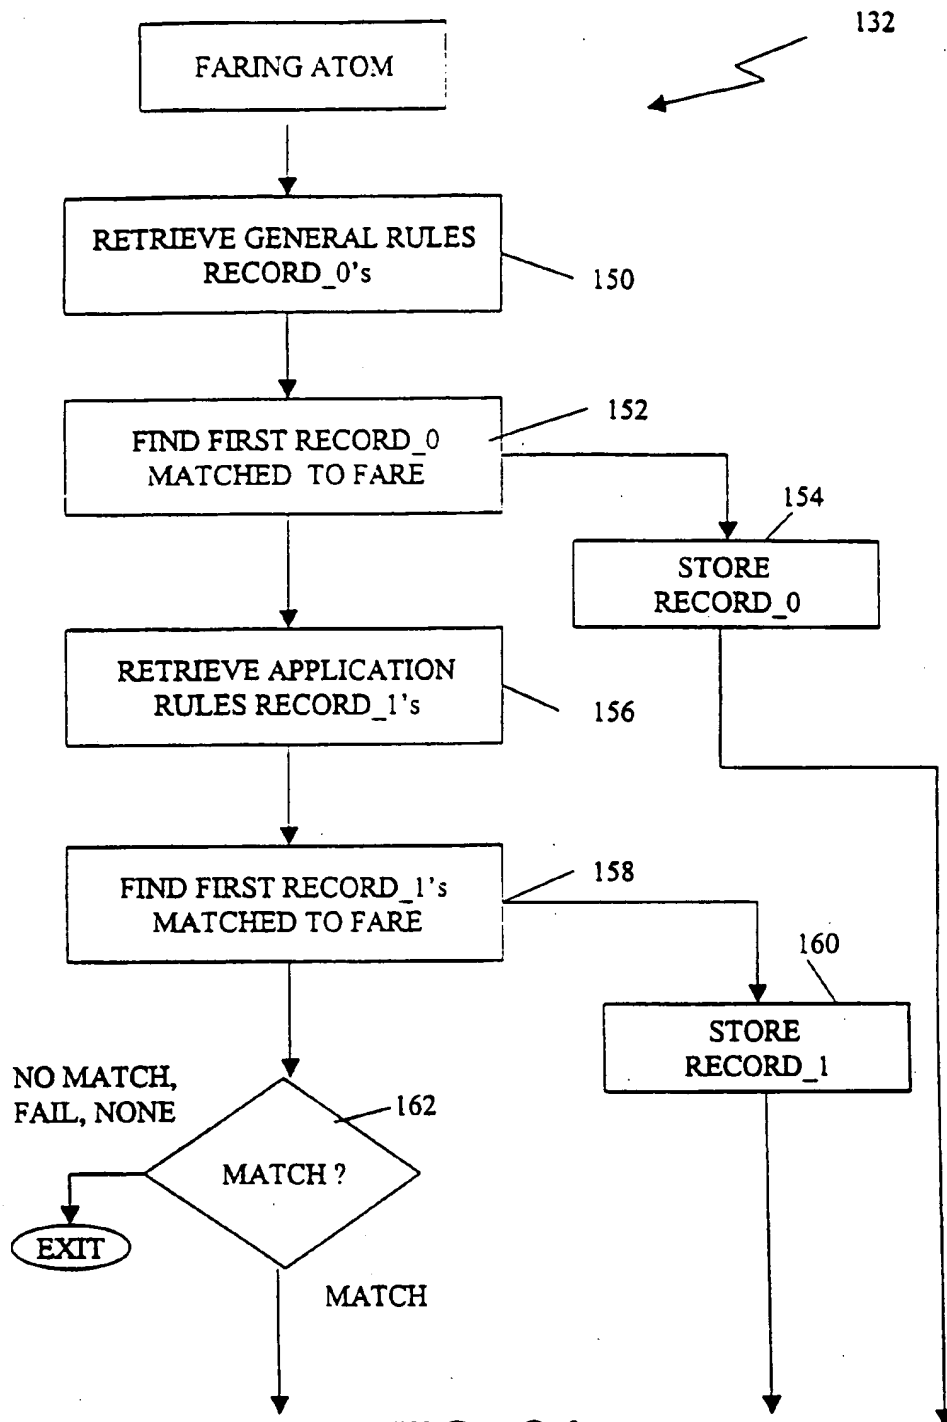 132
FARING ATOM
RETRIEVE GENERAL RULES
RECORD_0's
150
152
FIND FIRST RECORD_0
MATCHED TO FARE
154
STORE
RECORD_0
RETRIEVE APPLICATION
RULES RECORD_1's
156
158
FIND FIRST RECORD_1's
MATCHED TO FARE
160
STORE
RECORD_1
NO MATCH,
FAIL, NONE
162
MATCH ?
EXIT
MATCH